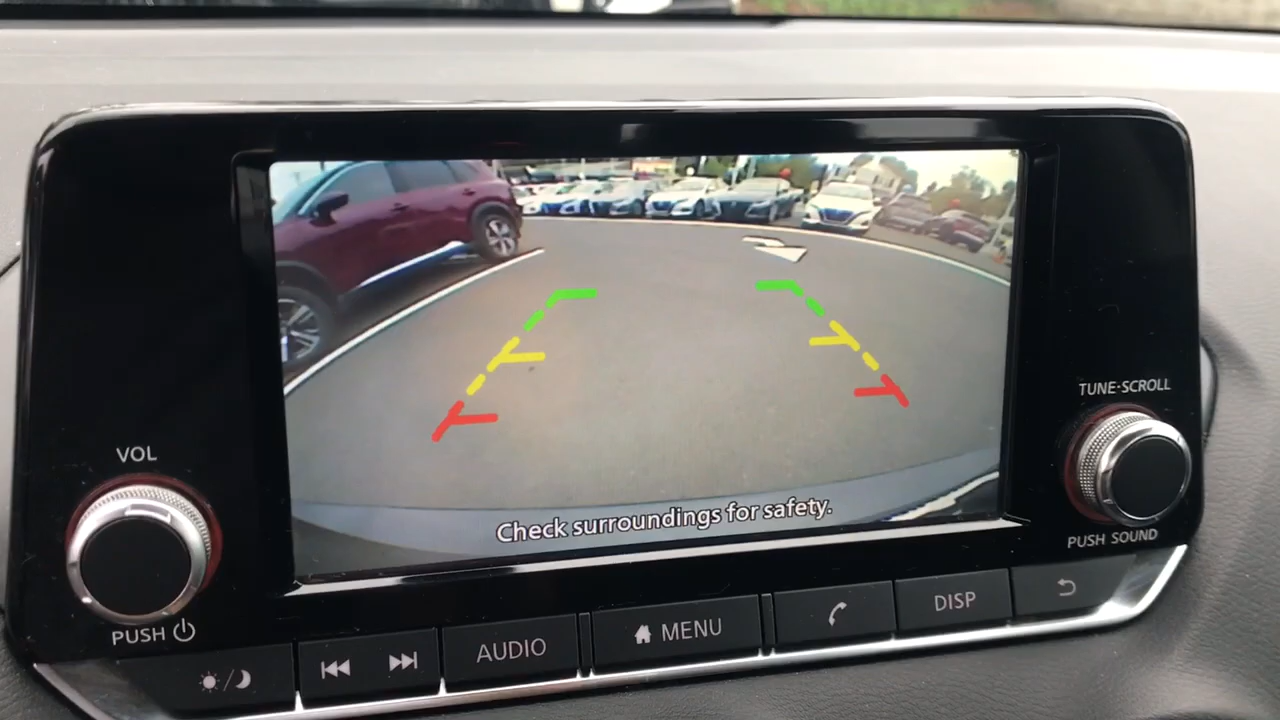 Check surroundings for safety.
VOL
PUSH
TUNE·SCROLL
PUSH SOUND
AUDIO
MENU
DISP